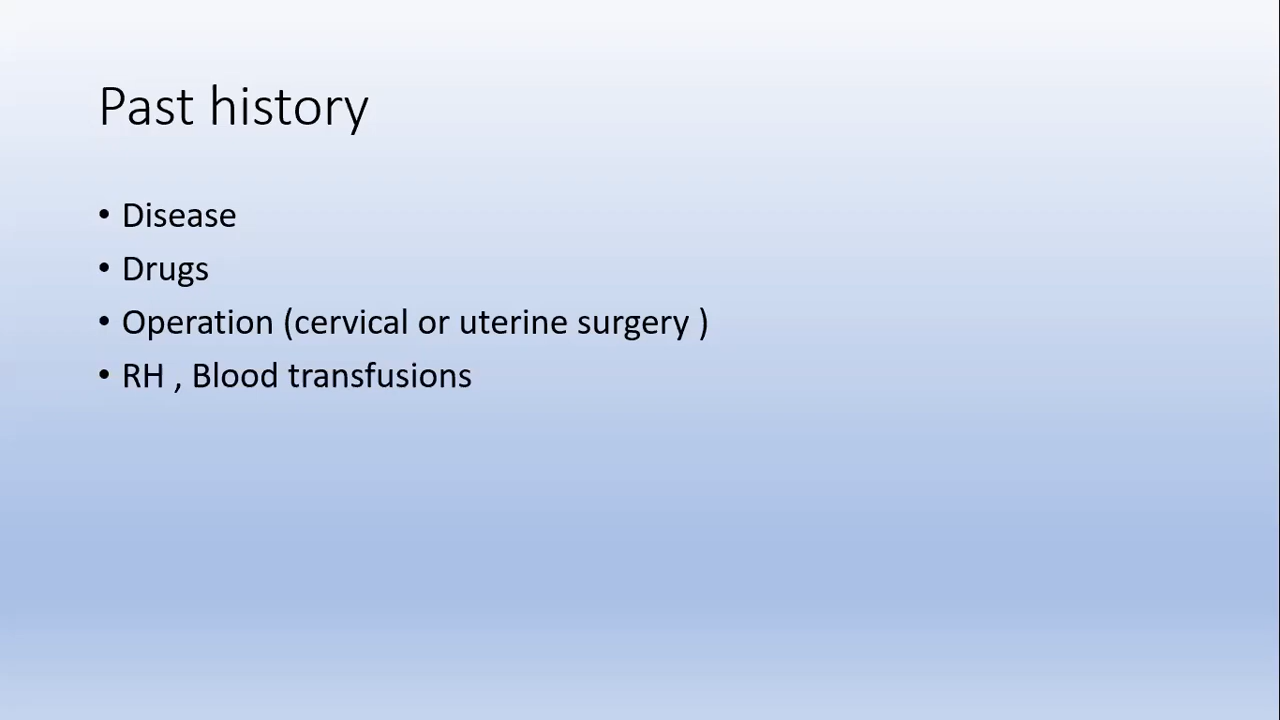 Past history
• Disease
• Drugs
• Operation (cervical or uterine surgery )
• RH , Blood transfusions